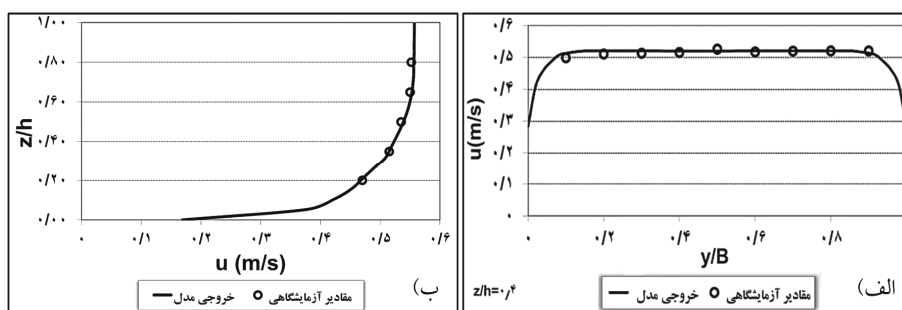 ۰/۶
۰/۵
۰/۴
۰/۳
۰/۲
۰/۱
۰
u(m/s)
۰ ۰/۲ ۰/۴ ۰/۶ ۰/۸
y/B
z/h=۰/۴
خروجی مدل مقادیر آزمایشگاهی
الف)
۱/۰۰
۰/۸۰
۰/۶۰
۰/۴۰
۰/۲۰
۰/۰۰
z/h
۰ ۰/۱ ۰/۲ ۰/۳ ۰/۴ ۰/۵ ۰/۶
u (m/s)
خروجی مدل مقادیر آزمایشگاهی
ب)